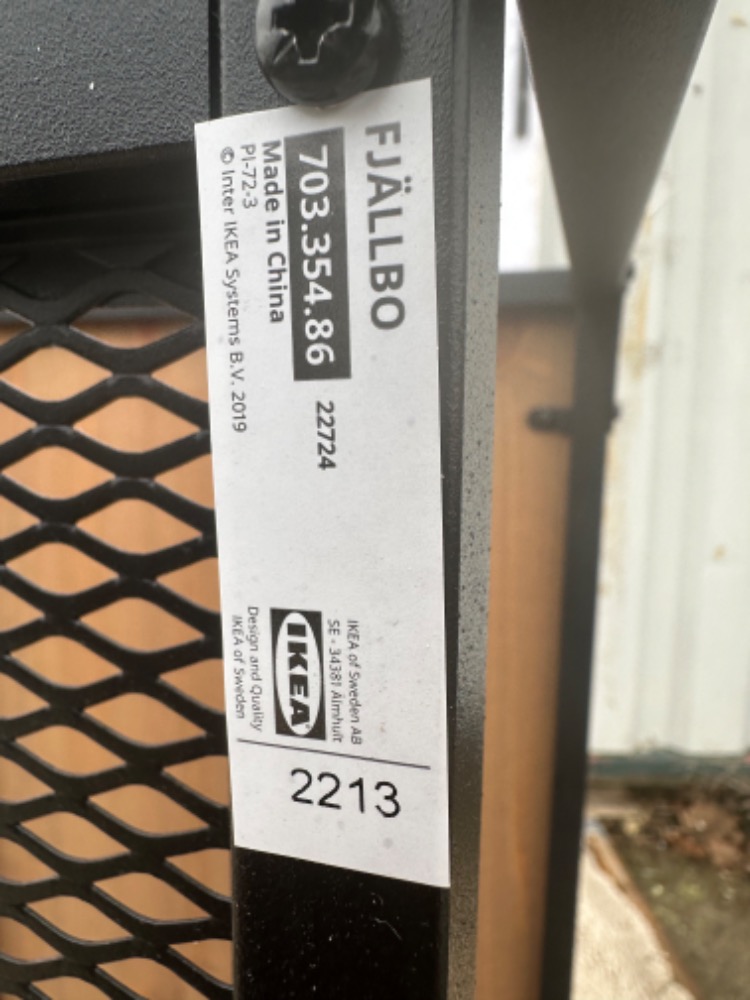 FJÄLLBO
703.354.86 22724
Made in China
PI-72-3
© Inter IKEA Systems B.V. 2019
IKEA of Sweden AB
SE - 34381 Älmhult
IKEA
Design and Quality
IKEA of Sweden
2213